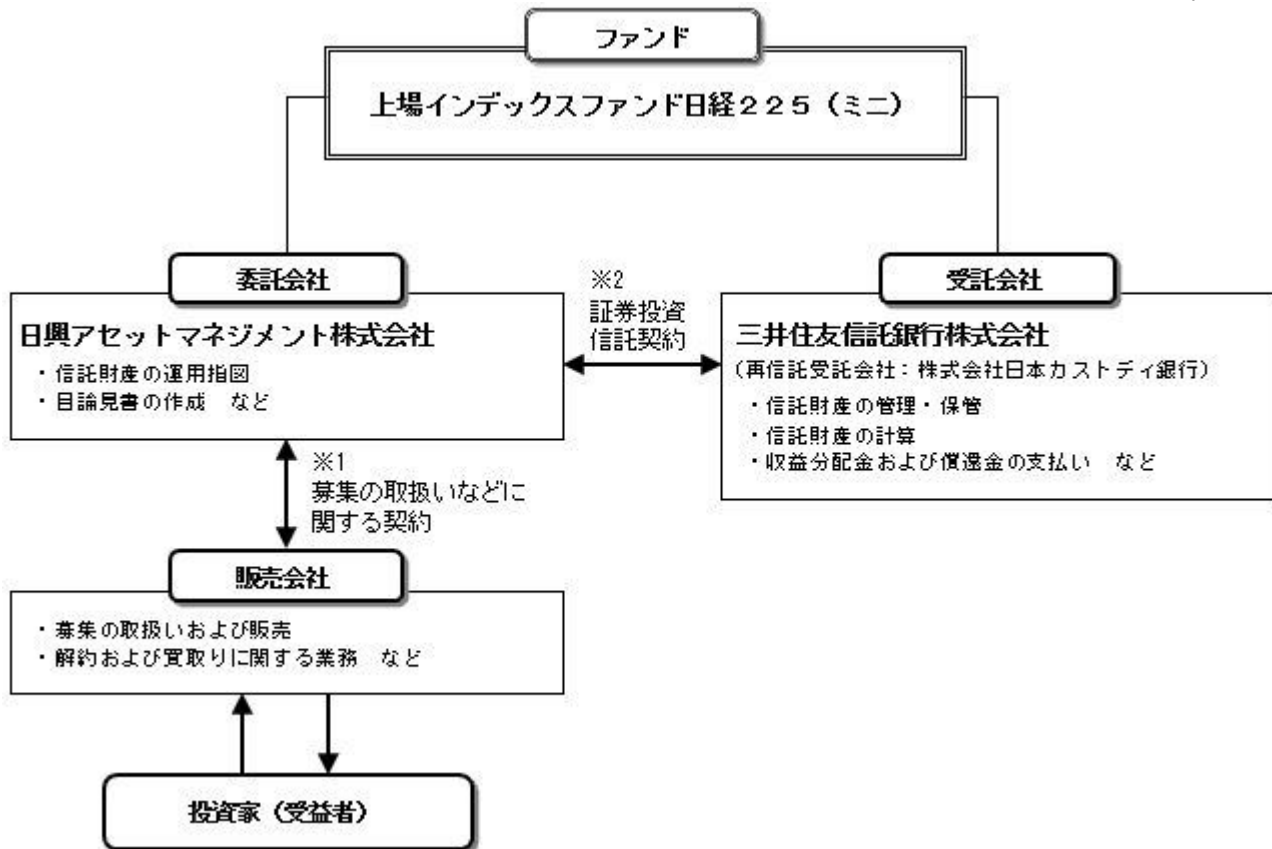 ファンド
上場インデックスファンド日経２２５（ミニ）
委託会社
日興アセットマネジメント株式会社
・信託財産の運用指図
・目論見書の作成　など
※2
証券投資
信託契約
受託会社
三井住友信託銀行株式会社
（再信託受託会社：株式会社日本カストディ銀行）
・信託財産の管理・保管
・信託財産の計算
・収益分配金および償還金の支払い　など
※1
募集の取扱いなどに
関する契約
販売会社
・募集の取扱いおよび販売
・解約および買取りに関する業務　など
投資家（受益者）